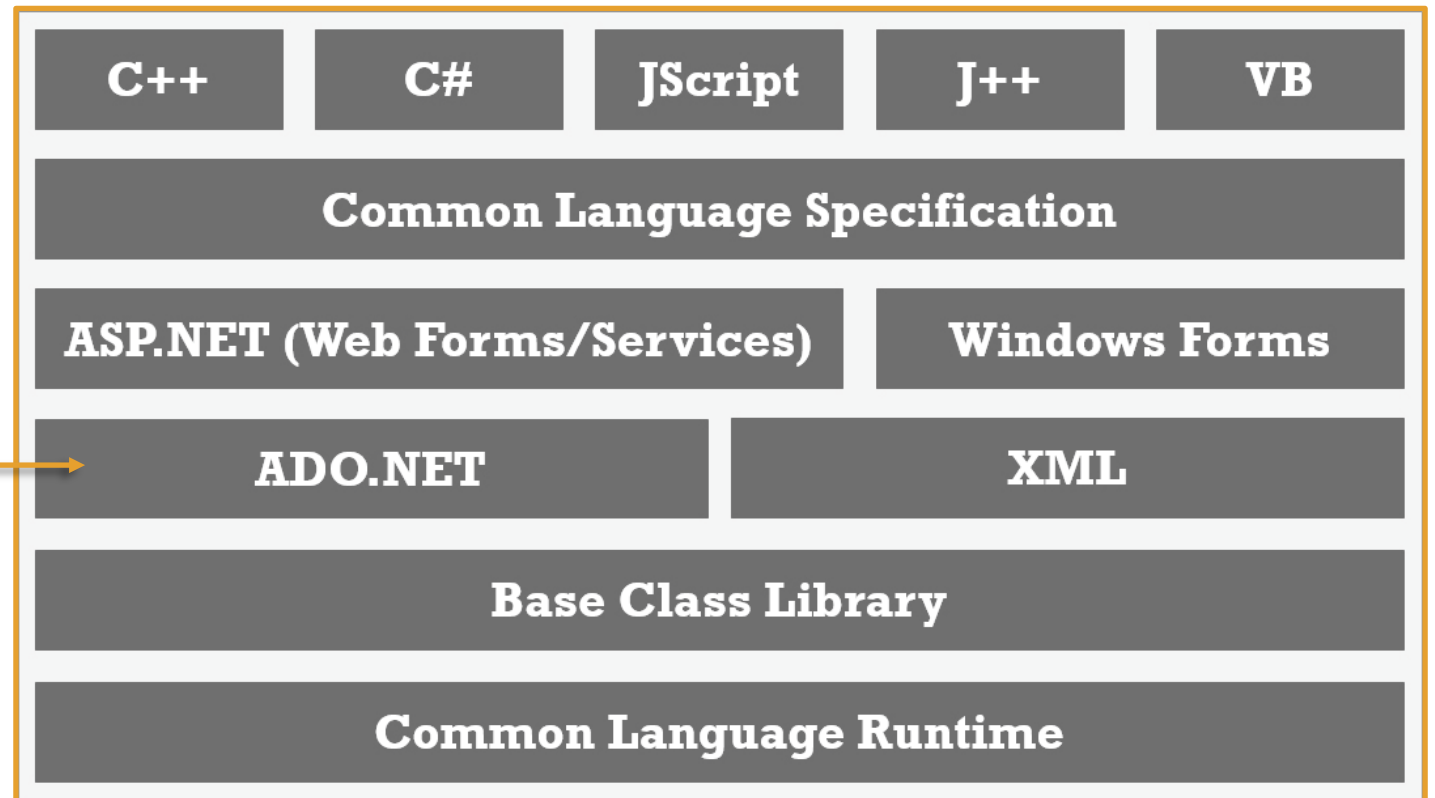 C++ C# JScript J++ VB
Common Language Specification
ASP.NET (Web Forms/Services) Windows Forms
ADO.NET XML
Base Class Library
Common Language Runtime